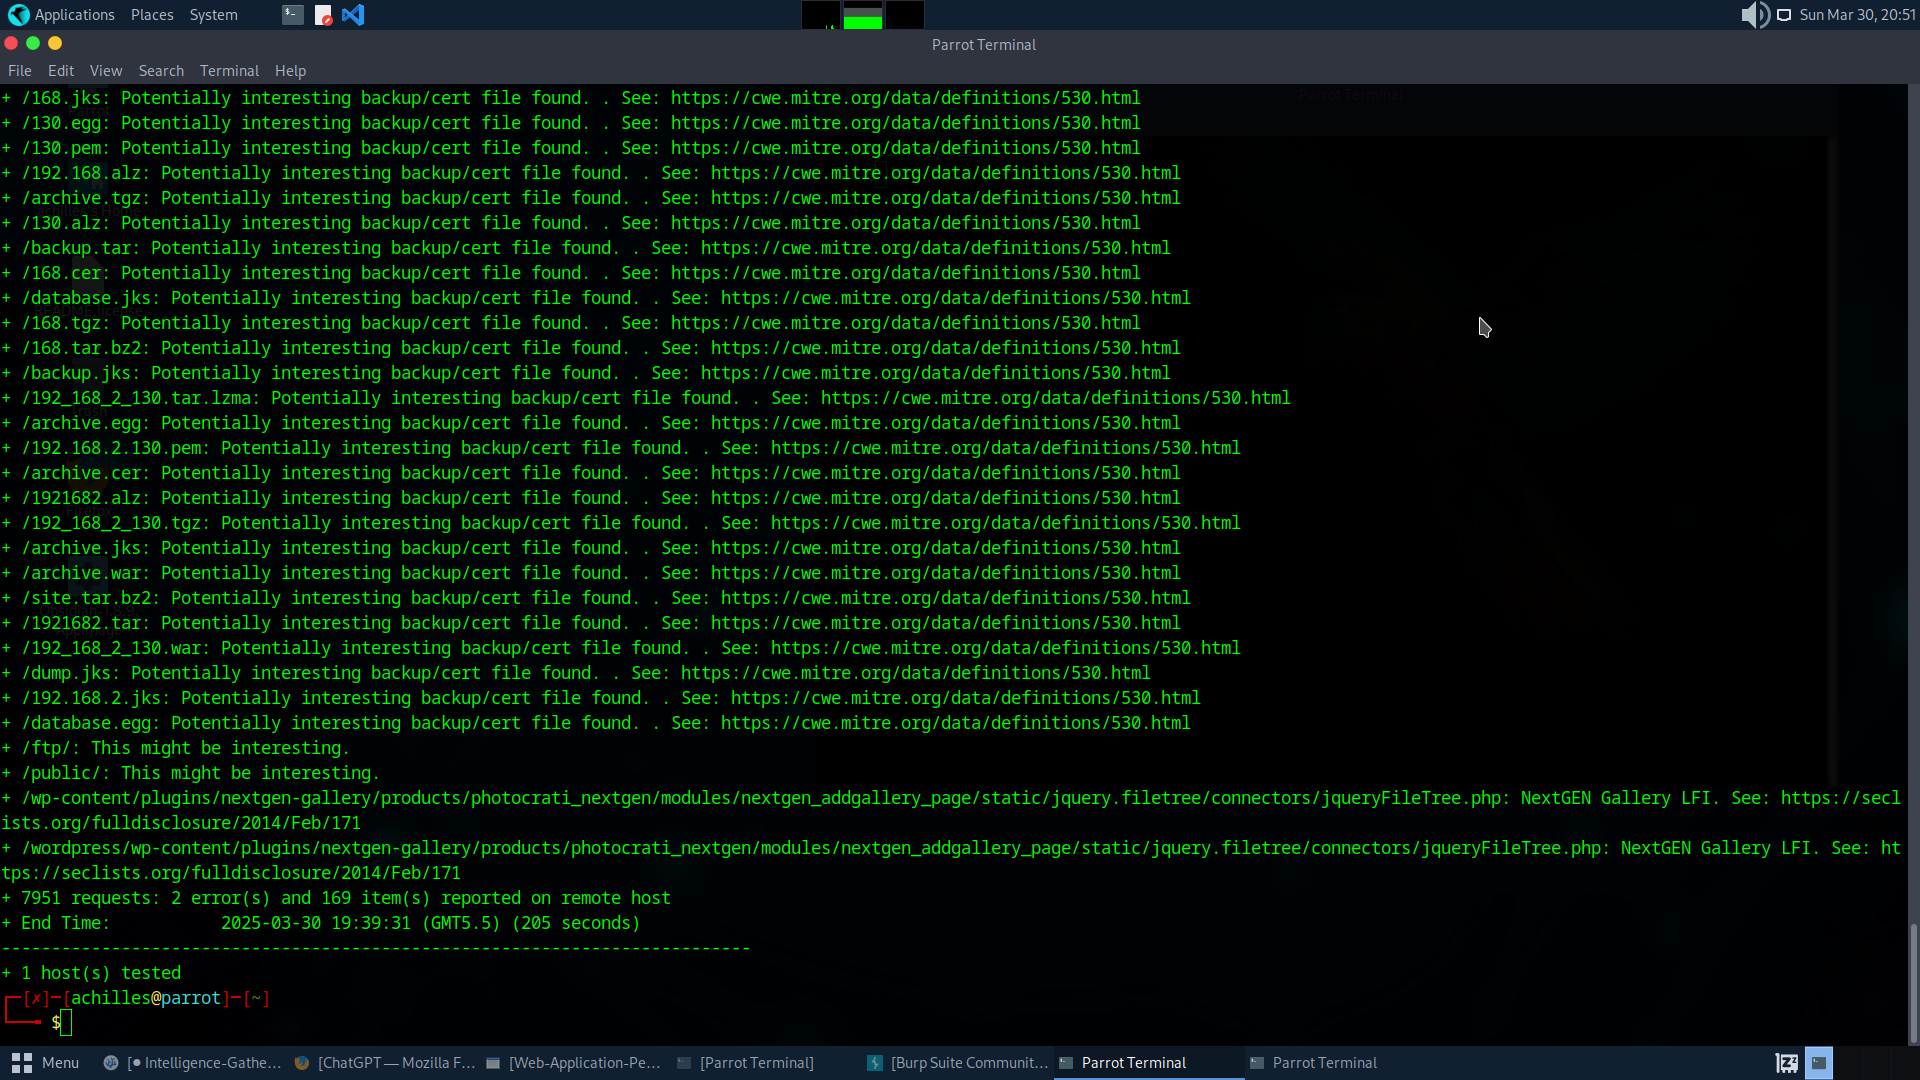 Applications Places System
Sun Mar 30, 20:51
Parrot Terminal
File Edit View Search Terminal Help
+ /168.jks: Potentially interesting backup/cert file found. . See: https://cwe.mitre.org/data/definitions/530.html
+ /130.egg: Potentially interesting backup/cert file found. . See: https://cwe.mitre.org/data/definitions/530.html
+ /130.pem: Potentially interesting backup/cert file found. . See: https://cwe.mitre.org/data/definitions/530.html
+ /192.168.alz: Potentially interesting backup/cert file found. . See: https://cwe.mitre.org/data/definitions/530.html
+ /archive.tgz: Potentially interesting backup/cert file found. . See: https://cwe.mitre.org/data/definitions/530.html
+ /130.alz: Potentially interesting backup/cert file found. . See: https://cwe.mitre.org/data/definitions/530.html
+ /backup.tar: Potentially interesting backup/cert file found. . See: https://cwe.mitre.org/data/definitions/530.html
+ /168.cer: Potentially interesting backup/cert file found. . See: https://cwe.mitre.org/data/definitions/530.html
+ /database.jks: Potentially interesting backup/cert file found. . See: https://cwe.mitre.org/data/definitions/530.html
+ /168.tgz: Potentially interesting backup/cert file found. . See: https://cwe.mitre.org/data/definitions/530.html
+ /168.tar.bz2: Potentially interesting backup/cert file found. . See: https://cwe.mitre.org/data/definitions/530.html
+ /backup.jks: Potentially interesting backup/cert file found. . See: https://cwe.mitre.org/data/definitions/530.html
+ /192_168_2_130.tar.lzma: Potentially interesting backup/cert file found. . See: https://cwe.mitre.org/data/definitions/530.html
+ /archive.egg: Potentially interesting backup/cert file found. . See: https://cwe.mitre.org/data/definitions/530.html
+ /192.168.2.130.pem: Potentially interesting backup/cert file found. . See: https://cwe.mitre.org/data/definitions/530.html
+ /archive.cer: Potentially interesting backup/cert file found. . See: https://cwe.mitre.org/data/definitions/530.html
+ /1921682.alz: Potentially interesting backup/cert file found. . See: https://cwe.mitre.org/data/definitions/530.html
+ /192_168_2_130.tgz: Potentially interesting backup/cert file found. . See: https://cwe.mitre.org/data/definitions/530.html
+ /archive.jks: Potentially interesting backup/cert file found. . See: https://cwe.mitre.org/data/definitions/530.html
+ /archive.war: Potentially interesting backup/cert file found. . See: https://cwe.mitre.org/data/definitions/530.html
+ /site.tar.bz2: Potentially interesting backup/cert file found. . See: https://cwe.mitre.org/data/definitions/530.html
+ /1921682.tar: Potentially interesting backup/cert file found. . See: https://cwe.mitre.org/data/definitions/530.html
+ /192_168_2_130.war: Potentially interesting backup/cert file found. . See: https://cwe.mitre.org/data/definitions/530.html
+ /dump.jks: Potentially interesting backup/cert file found. . See: https://cwe.mitre.org/data/definitions/530.html
+ /192.168.2.jks: Potentially interesting backup/cert file found. . See: https://cwe.mitre.org/data/definitions/530.html
+ /database.egg: Potentially interesting backup/cert file found. . See: https://cwe.mitre.org/data/definitions/530.html
+ /ftp/: This might be interesting.
+ /public/: This might be interesting.
+ /wp-content/plugins/nextgen-gallery/products/photocrati_nextgen/modules/nextgen_addgallery_page/static/jquery.filetree/connectors/jqueryFileTree.php: NextGEN Gallery LFI. See: https://secl
ists.org/fulldisclosure/2014/Feb/171
+ /wordpress/wp-content/plugins/nextgen-gallery/products/photocrati_nextgen/modules/nextgen_addgallery_page/static/jquery.filetree/connectors/jqueryFileTree.php: NextGEN Gallery LFI. See: ht
tps://seclists.org/fulldisclosure/2014/Feb/171
+ 7951 requests: 2 error(s) and 169 item(s) reported on remote host
+ End Time: 2025-03-30 19:39:31 (GMT5.5) (205 seconds)
---------------------------------------------------------------------------
+ 1 host(s) tested
┌─[✗]─[achilles@parrot]─[~]
└──╼ $
Menu [• Intelligence-Gathe... [ChatGPT — Mozilla F... [Web-Application-Pe... [Parrot Terminal] [Burp Suite Communit... Parrot Terminal Parrot Terminal